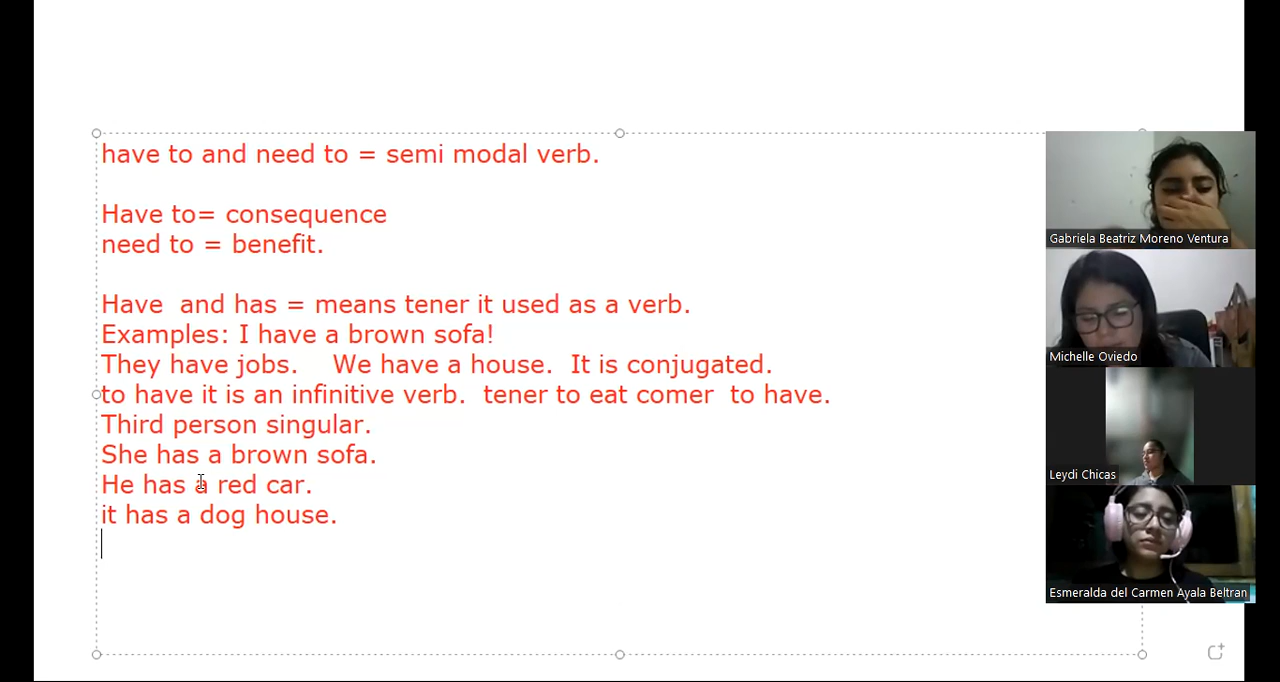 have to and need to = semi modal verb.
Have to= consequence
need to = benefit.
Have  and has = means tener it used as a verb.
Examples: I have a brown sofa!
They have jobs.    We have a house.  It is conjugated.
to have it is an infinitive verb.  tener to eat comer  to have.
Third person singular.
She has a brown sofa.
He has a red car.
it has a dog house.
Gabriela Beatriz Moreno Ventura
Michelle Oviedo
Leydi Chicas
Esmeralda del Carmen Ayala Beltran